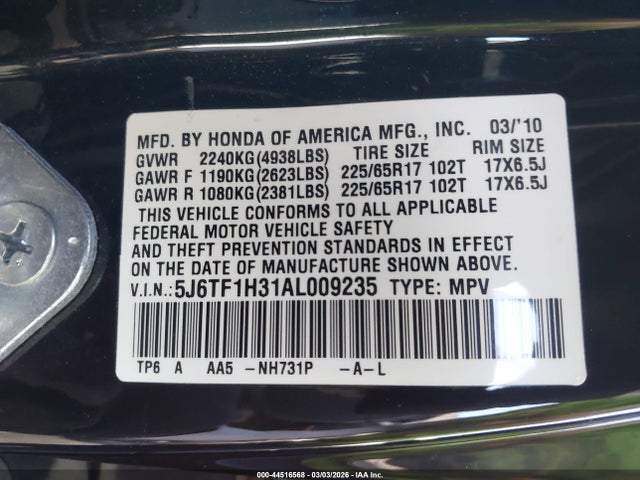 MFD. BY HONDA OF AMERICA MFG., INC. 03/'10
GVWR 2240KG(4938LBS) TIRE SIZE RIM SIZE
GAWR F 1190KG(2623LBS) 225/65R17 102T 17X6.5J
GAWR R 1080KG(2381LBS) 225/65R17 102T 17X6.5J
THIS VEHICLE CONFORMS TO ALL APPLICABLE
FEDERAL MOTOR VEHICLE SAFETY
AND THEFT PREVENTION STANDARDS IN EFFECT
ON THE DATE OF MANUFACTURE SHOWN ABOVE.
V.I.N.:5J6TF1H31AL009235 TYPE: MPV
TP6 A AA5 -NH731P -A-L
000-44516568 - 03/03/2026 - IAA Inc.